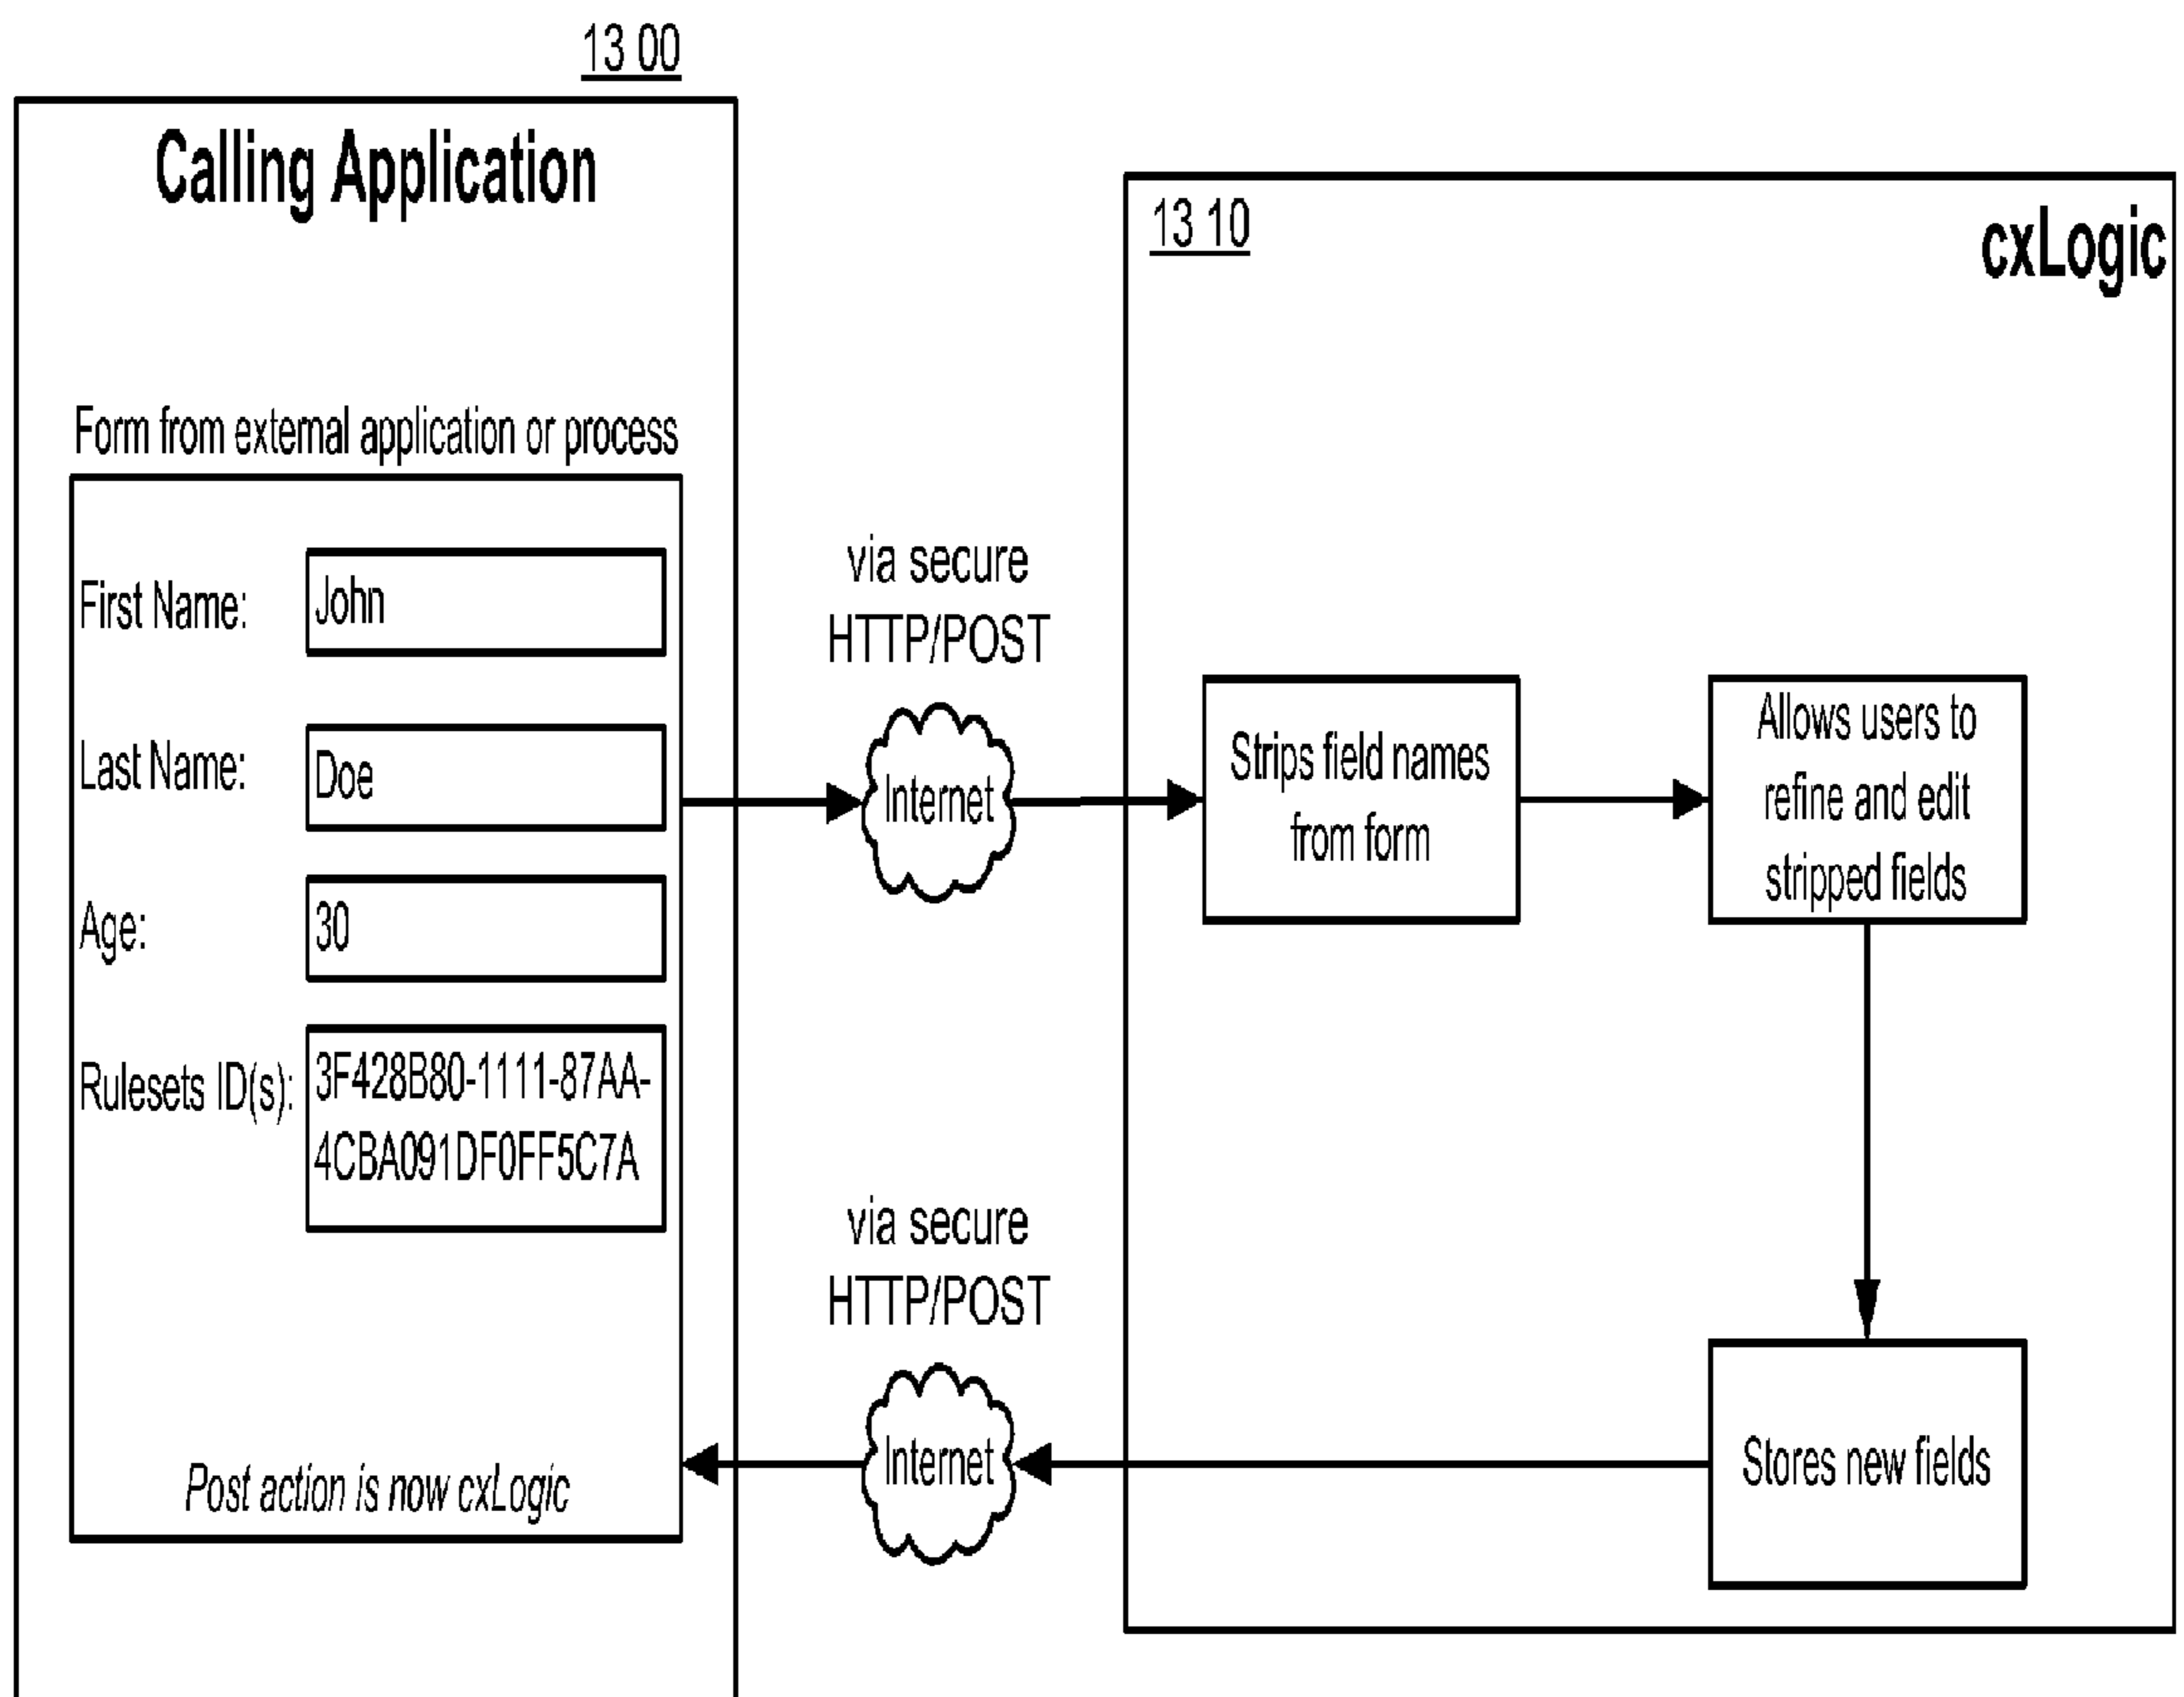 13 00
Calling Application
Form from external application or process
First Name:
John
Last Name:
Doe
Age:
30
Rulesets ID(s):
3F428B80-1111-87AA-
4CBA091DF0FF5C7A
Post action is now cxLogic
via secure
HTTP/POST
Internet
via secure
HTTP/POST
Internet
13 10
cxLogic
Strips field names
from form
Allows users to
refine and edit
stripped fields
Stores new fields